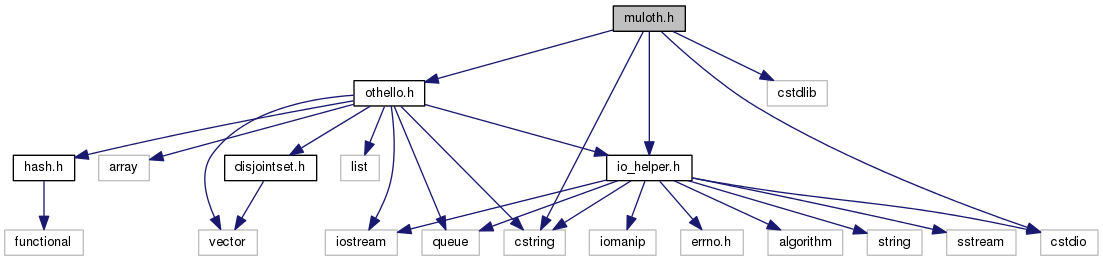 muloth.h
othello.h
cstdlib
hash.h
array
disjointset.h
list
io_helper.h
functional
vector
iostream
queue
cstring
iomanip
errno.h
algorithm
string
sstream
cstdio